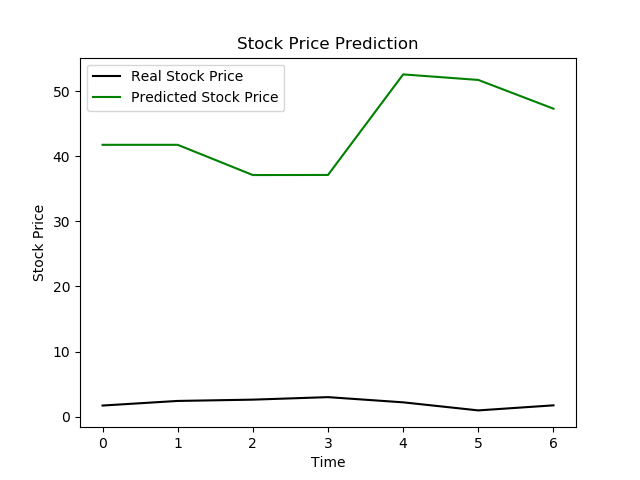 Stock Price Prediction
Real Stock Price
Predicted Stock Price
Stock Price
50
40
30
20
10
0
0 1 2 3 4 5 6
Time